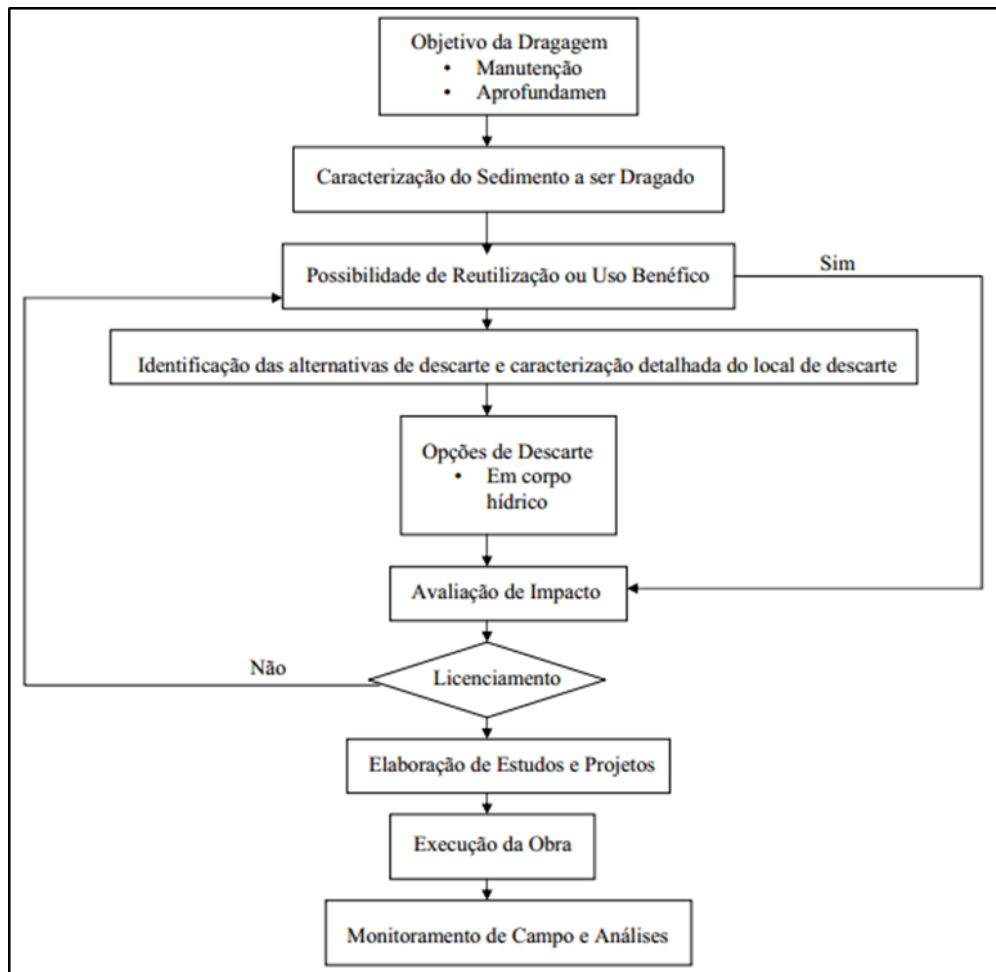 Objetivo da Dragagem
• Manutenção
• Aprofundamen
Caracterização do Sedimento a ser Dragado
Possibilidade de Reutilização ou Uso Benéfico
Sim
Identificação das alternativas de descarte e caracterização detalhada do local de descarte
Opções de Descarte
• Em corpo
hídrico
Avaliação de Impacto
Não
Licenciamento
Elaboração de Estudos e Projetos
Execução da Obra
Monitoramento de Campo e Análises